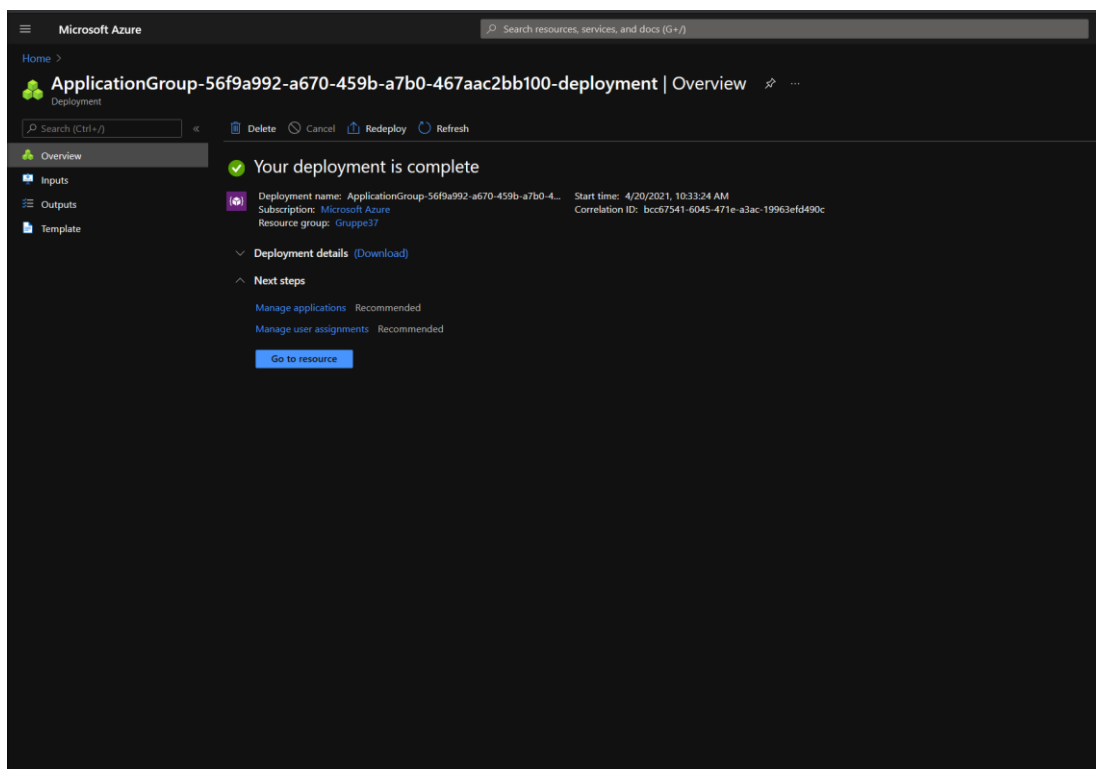 Microsoft Azure
Search resources, services, and docs (G+/)
Home >
ApplicationGroup-56f9a992-a670-459b-a7b0-467aac2bb100-deployment | Overview ...
Deployment
Search (Ctrl+/) «
Delete Cancel Redeploy Refresh
Overview
Inputs
Outputs
Template
Your deployment is complete
Deployment name: ApplicationGroup-56f9a992-a670-459b-a7b0-4... Start time: 4/20/2021, 10:33:24 AM
Subscription: Microsoft Azure Correlation ID: bcc67541-6045-471e-a3ac-19963efd490c
Resource group: Gruppe37
Deployment details (Download)
Next steps
Manage applications Recommended
Manage user assignments Recommended
Go to resource